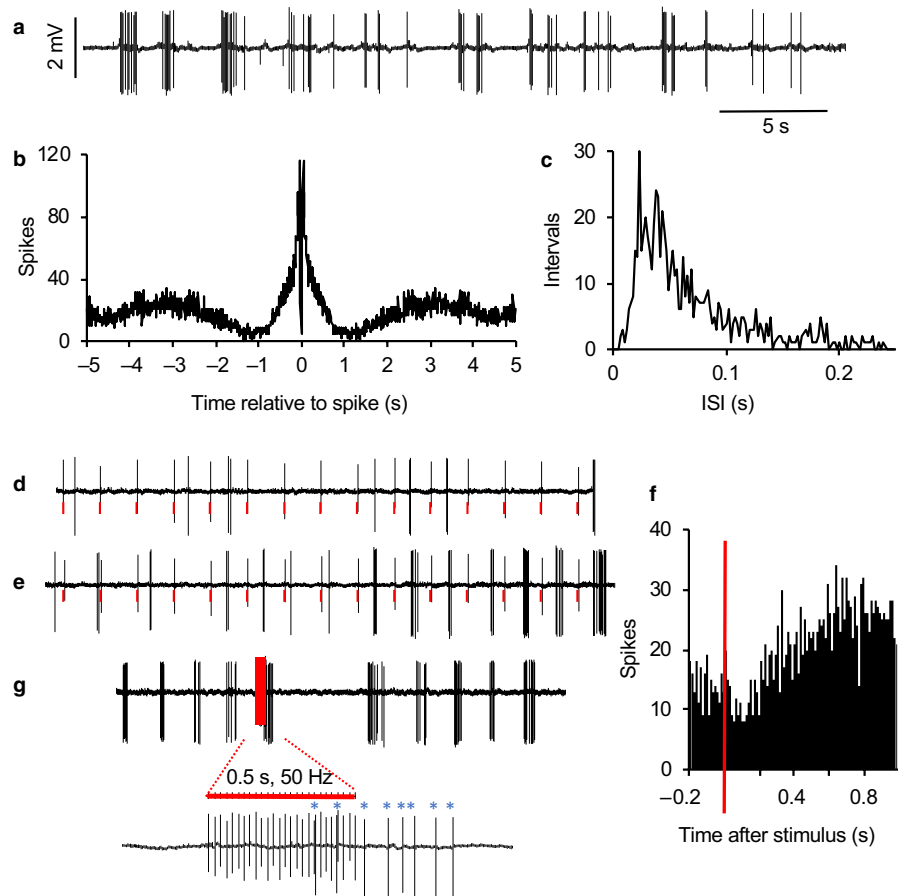 a
2 mV
5 s
b
120
80
40
0
Spikes
–5 –4 –3 –2 –1 0 1 2 3 4 5
Time relative to spike (s)
c
30
20
10
0
Intervals
0 0.1 0.2
ISI (s)
d
e
f
40
30
20
10
0
Spikes
–0.2 0.4 0.8
Time after stimulus (s)
g
0.5 s, 50 Hz
* * * * * * * *